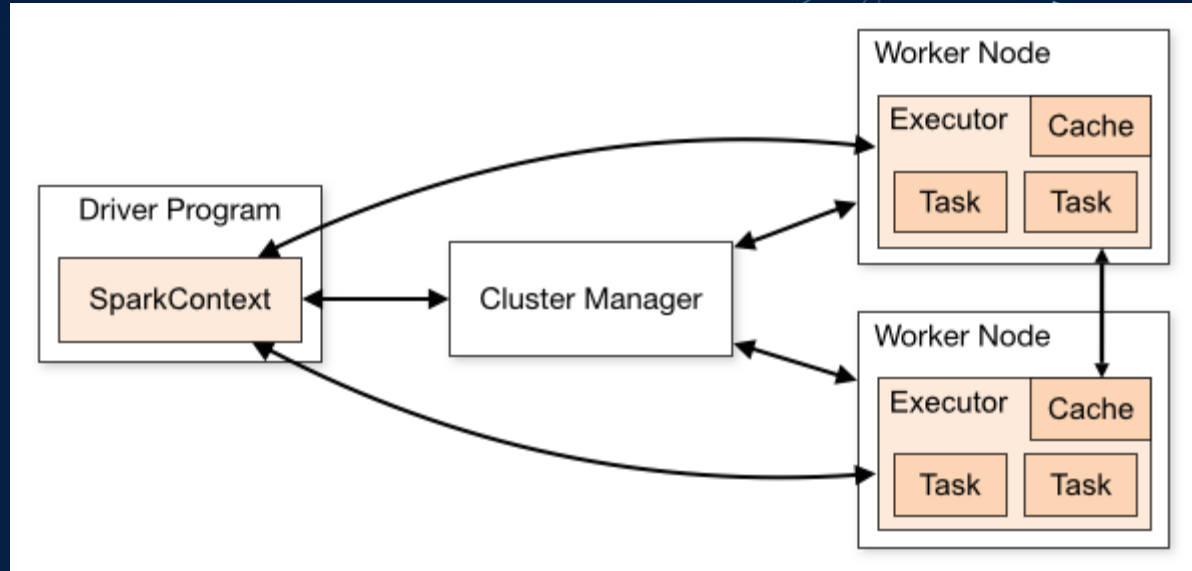 Driver Program
SparkContext
Cluster Manager
Worker Node
Executor
Cache
Task Task
Worker Node
Executor
Cache
Task Task